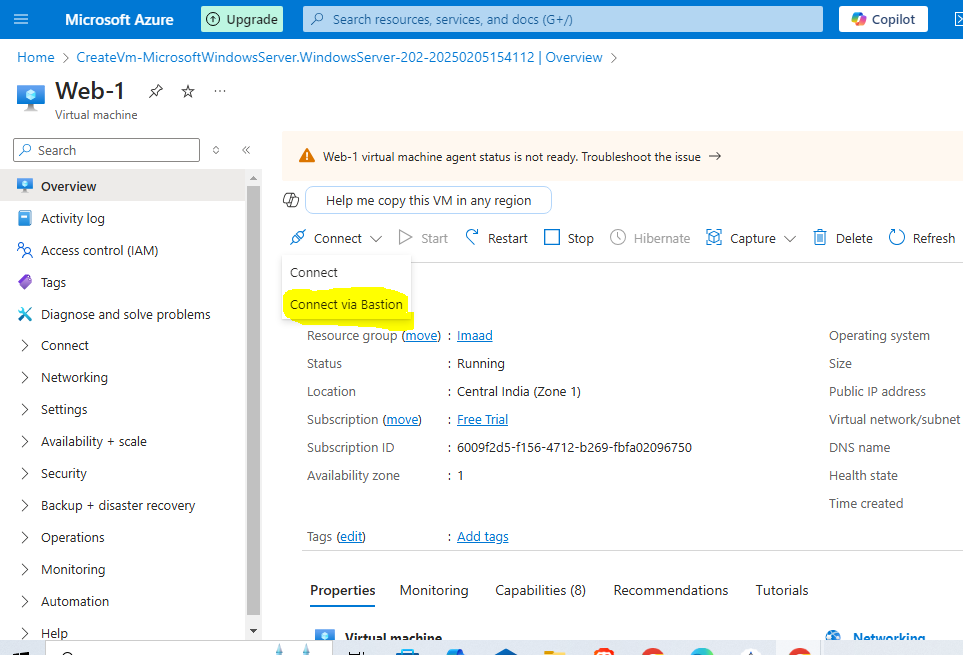 Microsoft Azure
Upgrade
Search resources, services, and docs (G+/)
Copilot
Home > CreateVm-MicrosoftWindowsServer.WindowsServer-202-20250205154112 | Overview >
Web-1
Virtual machine
Search
Overview
Activity log
Access control (IAM)
Tags
Diagnose and solve problems
Connect
Networking
Settings
Availability + scale
Security
Backup + disaster recovery
Operations
Monitoring
Automation
Help
Web-1 virtual machine agent status is not ready. Troubleshoot the issue →
Help me copy this VM in any region
Connect Start Restart Stop Hibernate Capture Delete Refresh
Connect
Connect via Bastion
Resource group (move) : Imaad
Status : Running
Location : Central India (Zone 1)
Subscription (move) : Free Trial
Subscription ID : 6009f2d5-f156-4712-b269-fbfa02096750
Availability zone : 1
Operating system
Size
Public IP address
Virtual network/subnet
DNS name
Health state
Time created
Tags (edit) : Add tags
Properties Monitoring Capabilities (8) Recommendations Tutorials
Virtual machine
Networking